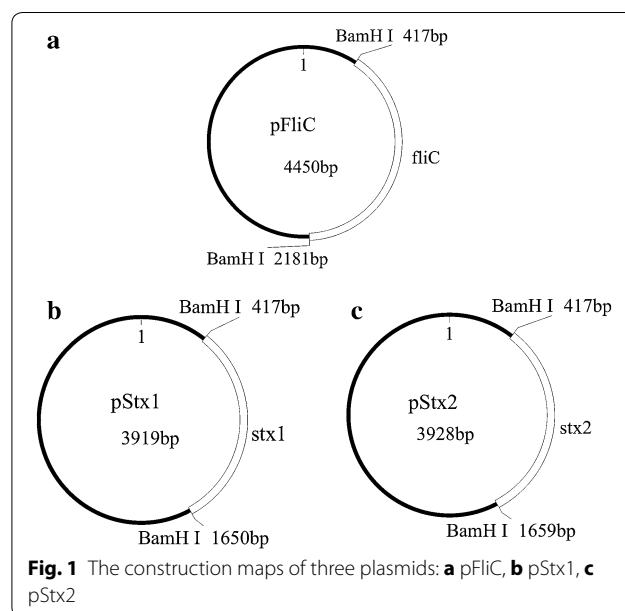 a
BamH I 417bp
1
pFliC
4450bp
fliC
BamH I 2181bp
b
BamH I 417bp
1
pStx1
3919bp
stx1
BamH I 1650bp
c
BamH I 417bp
1
pStx2
3928bp
stx2
BamH I 1659bp
Fig. 1 The construction maps of three plasmids: a pFliC, b pStx1, c
pStx2